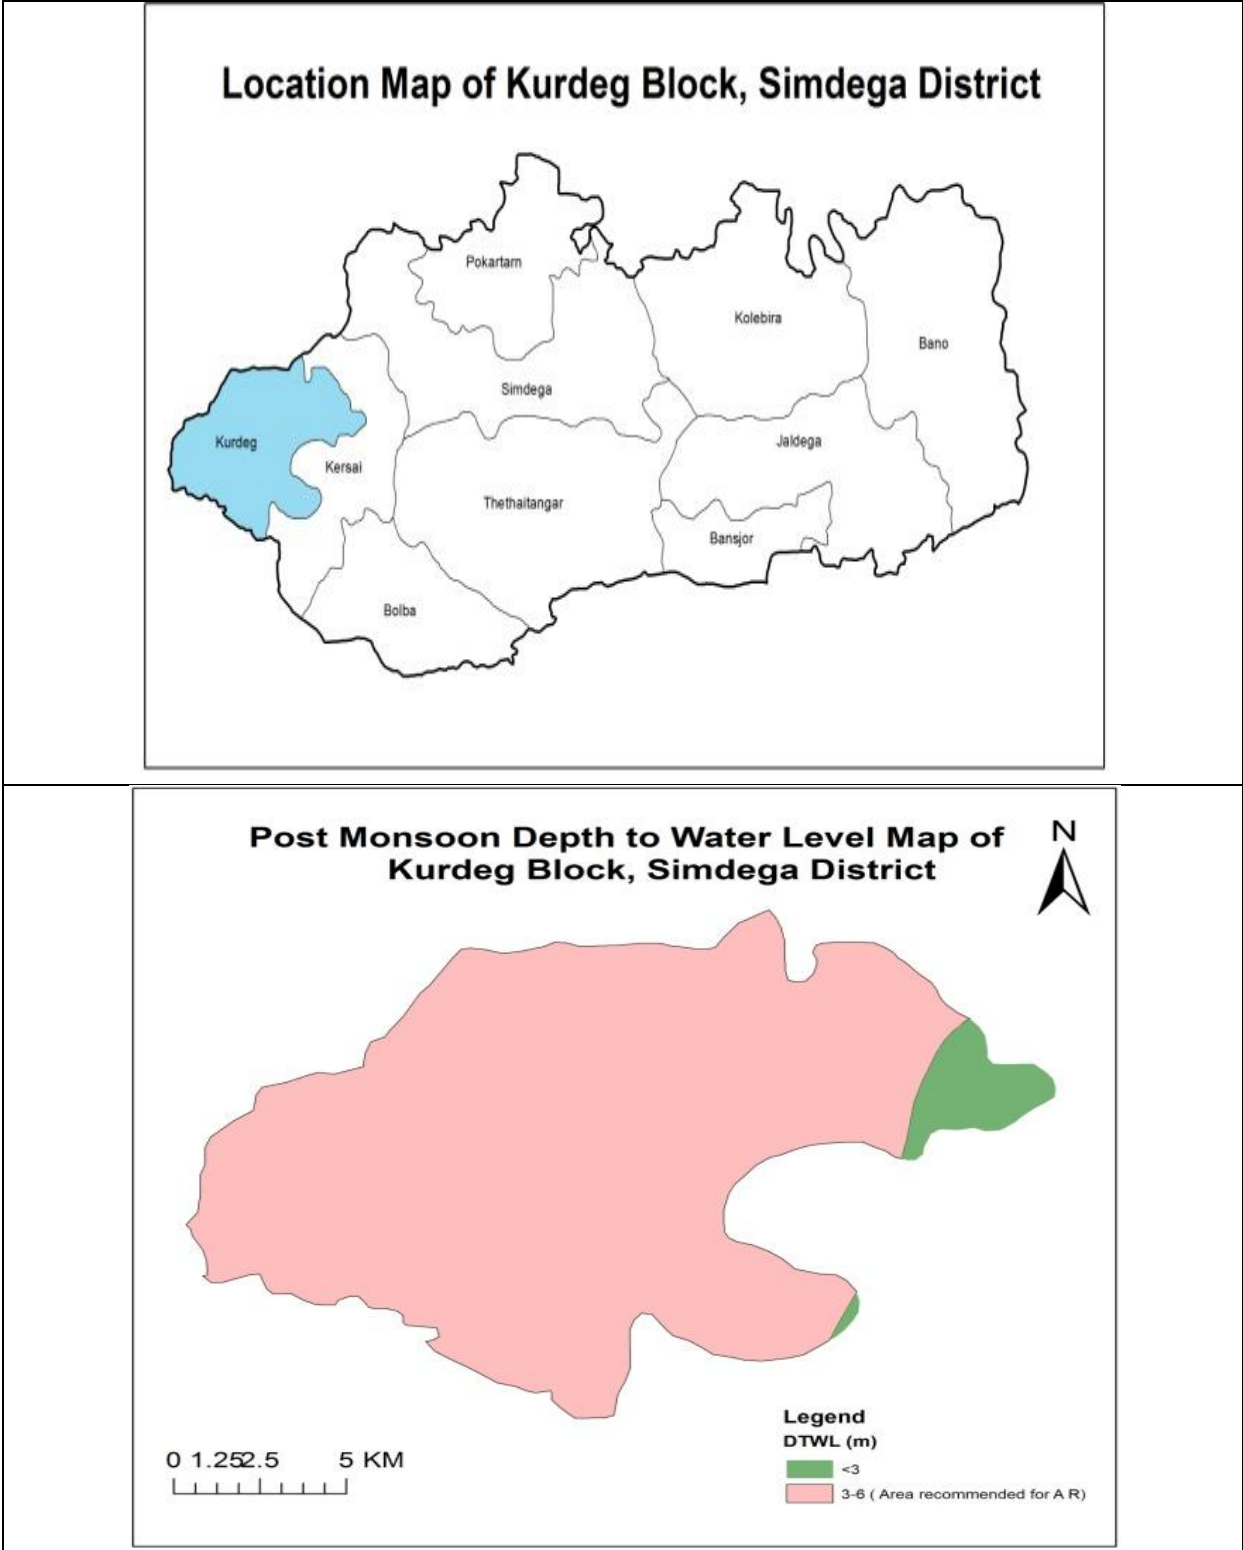 Location Map of Kurdeg Block, Simdega District
Pokartarn
Kolebira
Bano
Simdega
Kurdeg
Jaldega
Kersai
Thethaitangar
Bansjor
Bolba
Post Monsoon Depth to Water Level Map of
Kurdeg Block, Simdega District
N
Legend
DTWL (m)
<3
3-6 ( Area recommended for A R)
0 1.252.5 5 KM